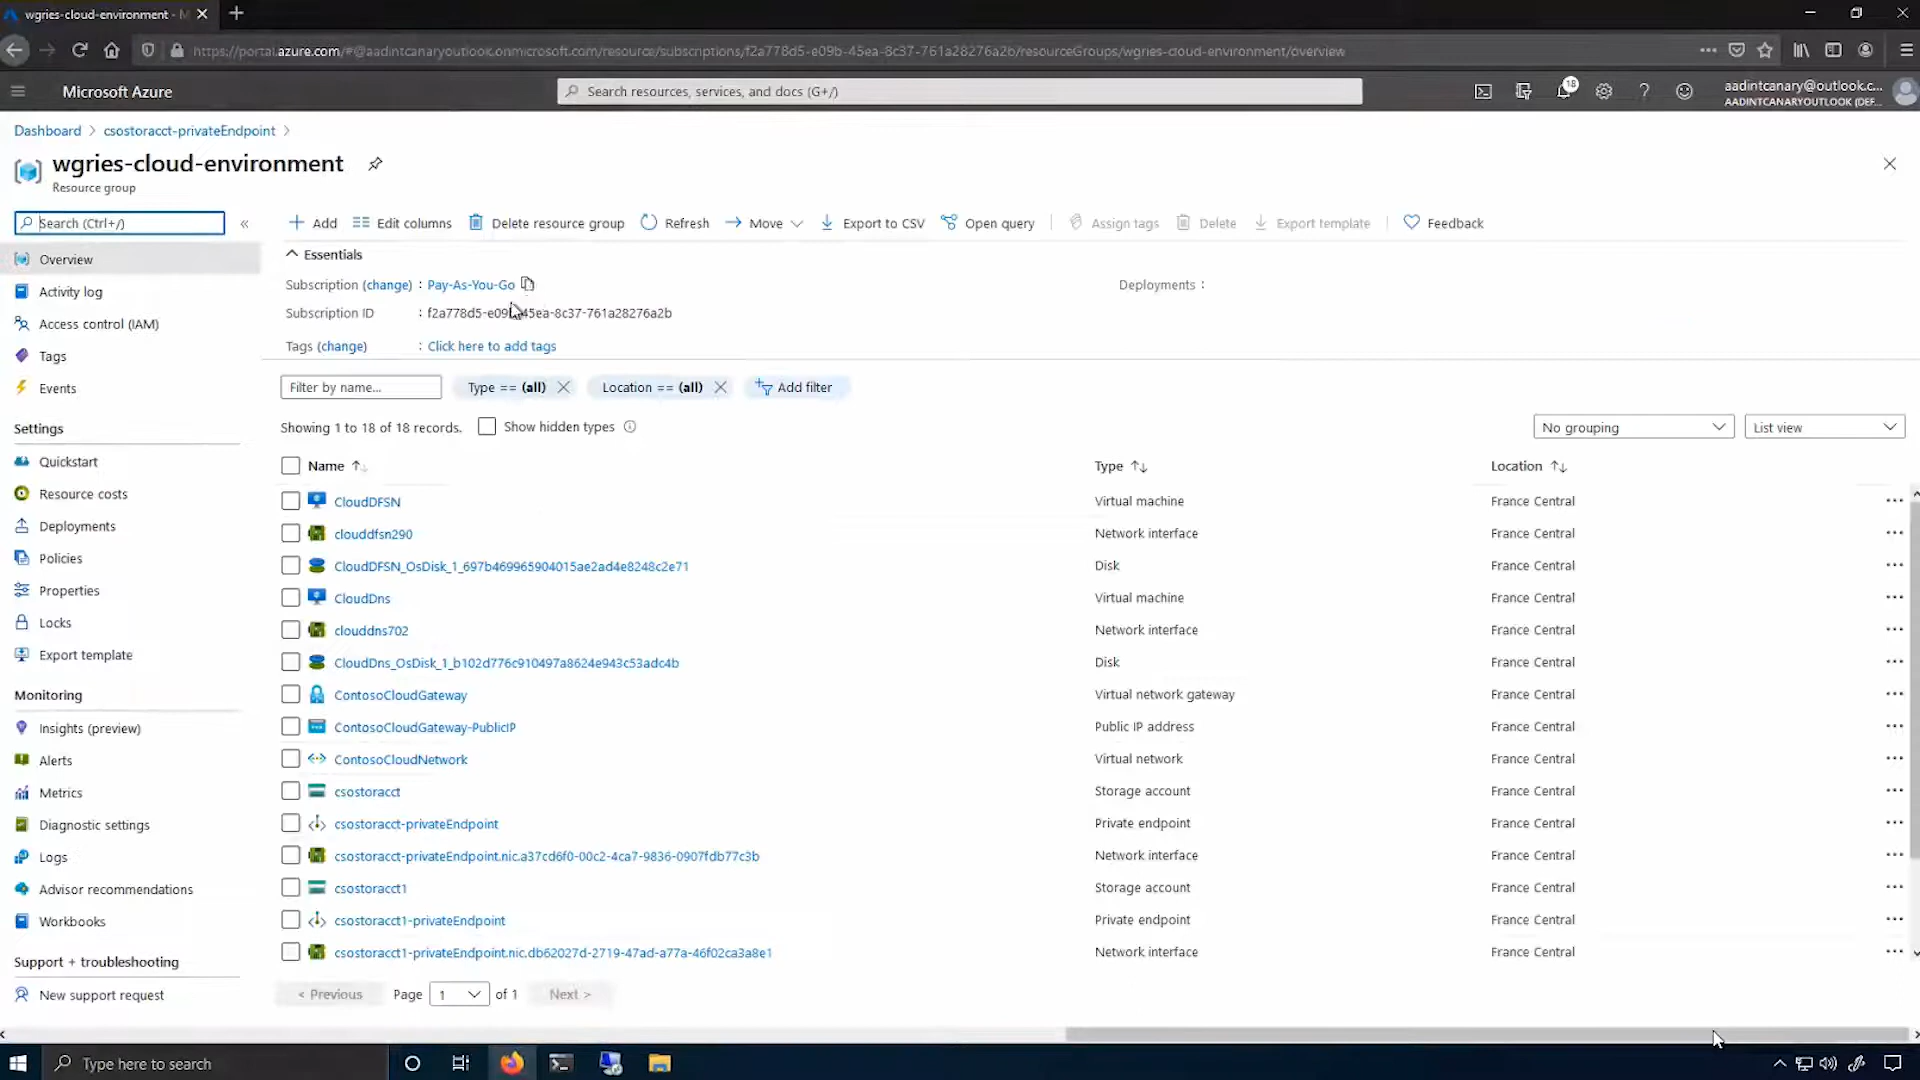 wgries-cloud-environment - M
https://portal.azure.com/#@aadintcanaryoutlook.onmicrosoft.com/resource/subscriptions/f2a778d5-e09b-45ea-8c37-761a28276a2b/resourceGroups/wgries-cloud-environment/overview
Microsoft Azure
Search resources, services, and docs (G+/)
18
aadintcanary@outlook.c...
AADINTCANARYOUTLOOK (DEF...
Dashboard > csostoracct-privateEndpoint >
wgries-cloud-environment
Resource group
Search (Ctrl+/)
«
Add
Edit columns
Delete resource group
Refresh
Move
Export to CSV
Open query
Assign tags
Delete
Export template
Feedback
Overview
Activity log
Access control (IAM)
Tags
Events
Settings
Quickstart
Resource costs
Deployments
Policies
Properties
Locks
Export template
Monitoring
Insights (preview)
Alerts
Metrics
Diagnostic settings
Logs
Advisor recommendations
Workbooks
Support + troubleshooting
New support request
Essentials
Subscription (change) : Pay-As-You-Go
Deployments :
Subscription ID : f2a778d5-e09b-45ea-8c37-761a28276a2b
Tags (change) : Click here to add tags
Filter by name...
Type == (all)
Location == (all)
Add filter
Showing 1 to 18 of 18 records.
Show hidden types
No grouping
List view
Name Type Location
CloudDFSN Virtual machine France Central
clouddfsn290 Network interface France Central
CloudDFSN_OsDisk_1_697b469965904015ae2ad4e8248c2e71 Disk France Central
CloudDns Virtual machine France Central
clouddns702 Network interface France Central
CloudDns_OsDisk_1_b102d776c910497a8624e943c53adc4b Disk France Central
ContosoCloudGateway Virtual network gateway France Central
ContosoCloudGateway-PublicIP Public IP address France Central
ContosoCloudNetwork Virtual network France Central
csostoracct Storage account France Central
csostoracct-privateEndpoint Private endpoint France Central
csostoracct-privateEndpoint.nic.a37cd6f0-00c2-4ca7-9836-0907fdb77c3b Network interface France Central
csostoracct1 Storage account France Central
csostoracct1-privateEndpoint Private endpoint France Central
csostoracct1-privateEndpoint.nic.db62027d-2719-47ad-a77a-46f02ca3a8e1 Network interface France Central
< Previous
Page 1 of 1
Next >
Type here to search